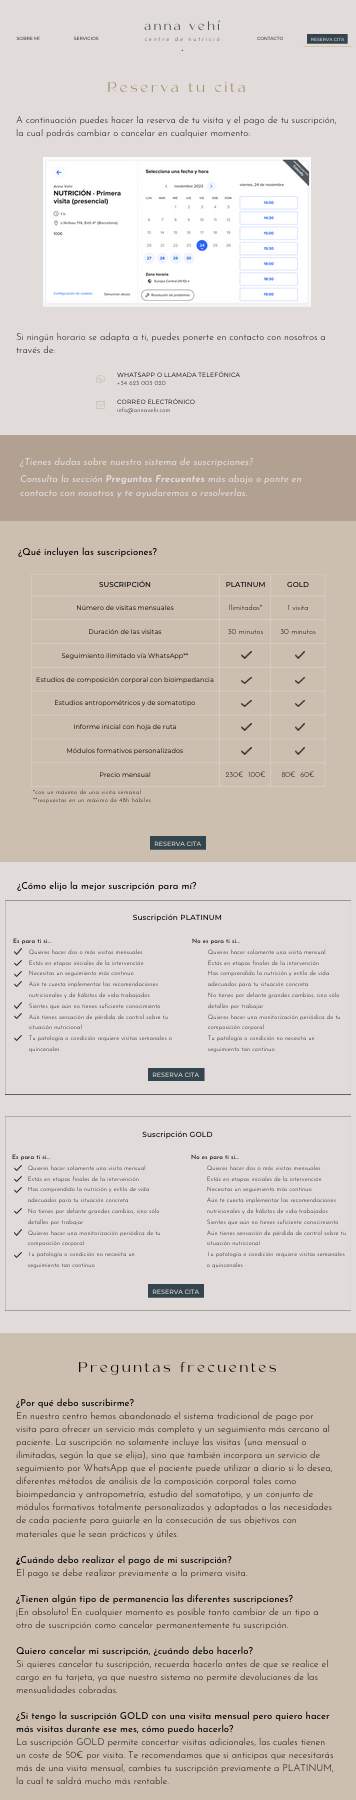 anna vehí
centre de nutrició
SOBRE MÍ
SERVICIOS
CONTACTO
RESERVA CITA
Reserva tu cita
A continuación puedes hacer la reserva de tu visita y el pago de tu suscripción,
la cual podrás cambiar o cancelar en cualquier momento:
Anna Vehí
NUTRICIÓN - Primera
visita (presencial)
1 h
(Barcelona)
100€
Configuración de cookies
Denunciar abuso
Selecciona una fecha y hora
noviembre 2023
LUN. MAR. MIÉ. JUE. VIE. SÁB. DOM.
1 2 3 4 5
6 7 8 9 10 11 12
13 14 15 16 17 18 19
20 21 22 23 24 25 26
27 28 29 30
Zona horaria
Resolución de problemas
viernes, 24 de noviembre
Si ningún horario se adapta a ti, puedes ponerte en contacto con nosotros a
través de:
WHATSAPP O LLAMADA TELEFÓNICA
+34 623 003 020
CORREO ELECTRÓNICO
info@annavehi.com
¿Tienes dudas sobre nuestro sistema de suscripciones?
Consulta la sección Preguntas Frecuentes más abajo o ponte en
contacto con nosotros y te ayudaremos a resolverlas.
¿Qué incluyen las suscripciones?
SUSCRIPCIÓN PLATINUM GOLD
Número de visitas mensuales Ilimitadas* 1 visita
Duración de las visitas 30 minutos 30 minutos
Seguimiento ilimitado vía WhatsApp**
Estudios de composición corporal con bioimpedancia
Estudios antropométricos y de somatotipo
Informe inicial con hoja de ruta
Módulos formativos personalizados
Precio mensual 230€ 100€ 80€ 60€
*con un máximo de una visita semanal
**respuestas en un máximo de 48h hábiles
RESERVA CITA
¿Cómo elijo la mejor suscripción para mí?
Suscripción PLATINUM
Es para ti si...
Quieres hacer dos o más visitas mensuales
Estás en etapas iniciales de la intervención
Necesitas un seguimiento más continuo
Aún te cuesta implementar las recomendaciones
nutricionales y de hábitos de vida trabajados
Sientes que aún no tienes suficiente conocimiento
Aún tienes sensación de pérdida de control sobre tu
situación nutricional
Tu patología o condición requiere visitas semanales o
quincenales
No es para ti si...
Quieres hacer solamente una visita mensual
Estás en etapas finales de la intervención
Has comprendido la nutrición y estilo de vida
adecuados para tu situación concreta
No tienes por delante grandes cambios, sino sólo
detalles por trabajar
Quieres hacer una monitorización periódica de tu
composición corporal
Tu patología o condición no necesita un
seguimiento tan continuo
RESERVA CITA
Suscripción GOLD
Es para ti si...
Quieres hacer solamente una visita mensual
Estás en etapas finales de la intervención
Has comprendido la nutrición y estilo de vida
adecuados para tu situación concreta
No tienes por delante grandes cambios, sino sólo
detalles por trabajar
Quieres hacer una monitorización periódica de tu
composición corporal
Tu patología o condición no necesita un
seguimiento tan continuo
No es para ti si...
Quieres hacer dos o más visitas mensuales
Estás en etapas iniciales de la intervención
Necesitas un seguimiento más continuo
Aún te cuesta implementar las recomendaciones
nutricionales y de hábitos de vida trabajados
Sientes que aún no tienes suficiente conocimiento
Aún tienes sensación de pérdida de control sobre tu
situación nutricional
Tu patología o condición requiere visitas semanales
o quincenales
RESERVA CITA
Preguntas frecuentes
¿Por qué debo suscribirme?
En nuestro centro hemos abandonado el sistema tradicional de pago por
visita para ofrecer un servicio más completo y un seguimiento más cercano al
paciente. La suscripción no solamente incluye las visitas (una mensual o
ilimitadas, según la que se elija), sino que también incorpora un servicio de
seguimiento por WhatsApp que el paciente puede utilizar a diario si lo desea,
diferentes métodos de análisis de la composición corporal tales como
bioimpedancia y antropometría, estudio del somatotipo, y un conjunto de
módulos formativos totalmente personalizados y adaptados a las necesidades
de cada paciente para guiarle en la consecución de sus objetivos con
materiales que le sean prácticos y útiles.
¿Cuándo debo realizar el pago de mi suscripción?
El pago se debe realizar previamente a la primera visita.
¿Tienen algún tipo de permanencia las diferentes suscripciones?
¡En absoluto! En cualquier momento es posible tanto cambiar de un tipo a
otro de suscripción como cancelar permanentemente tu suscripción.
Quiero cancelar mi suscripción, ¿cuándo debo hacerlo?
Si quieres cancelar tu suscripción, recuerda hacerlo antes de que se realice el
cargo en tu tarjeta, ya que nuestro sistema no permite devoluciones de las
mensualidades cobradas.
¿Si tengo la suscripción GOLD con una visita mensual pero quiero hacer
más visitas durante ese mes, cómo puedo hacerlo?
La suscripción GOLD permite concertar visitas adicionales, las cuales tienen
un coste de 50€ por visita. Te recomendamos que si anticipas que necesitarás
más de una visita mensual, cambies tu suscripción previamente a PLATINUM,
la cual te saldrá mucho más rentable.